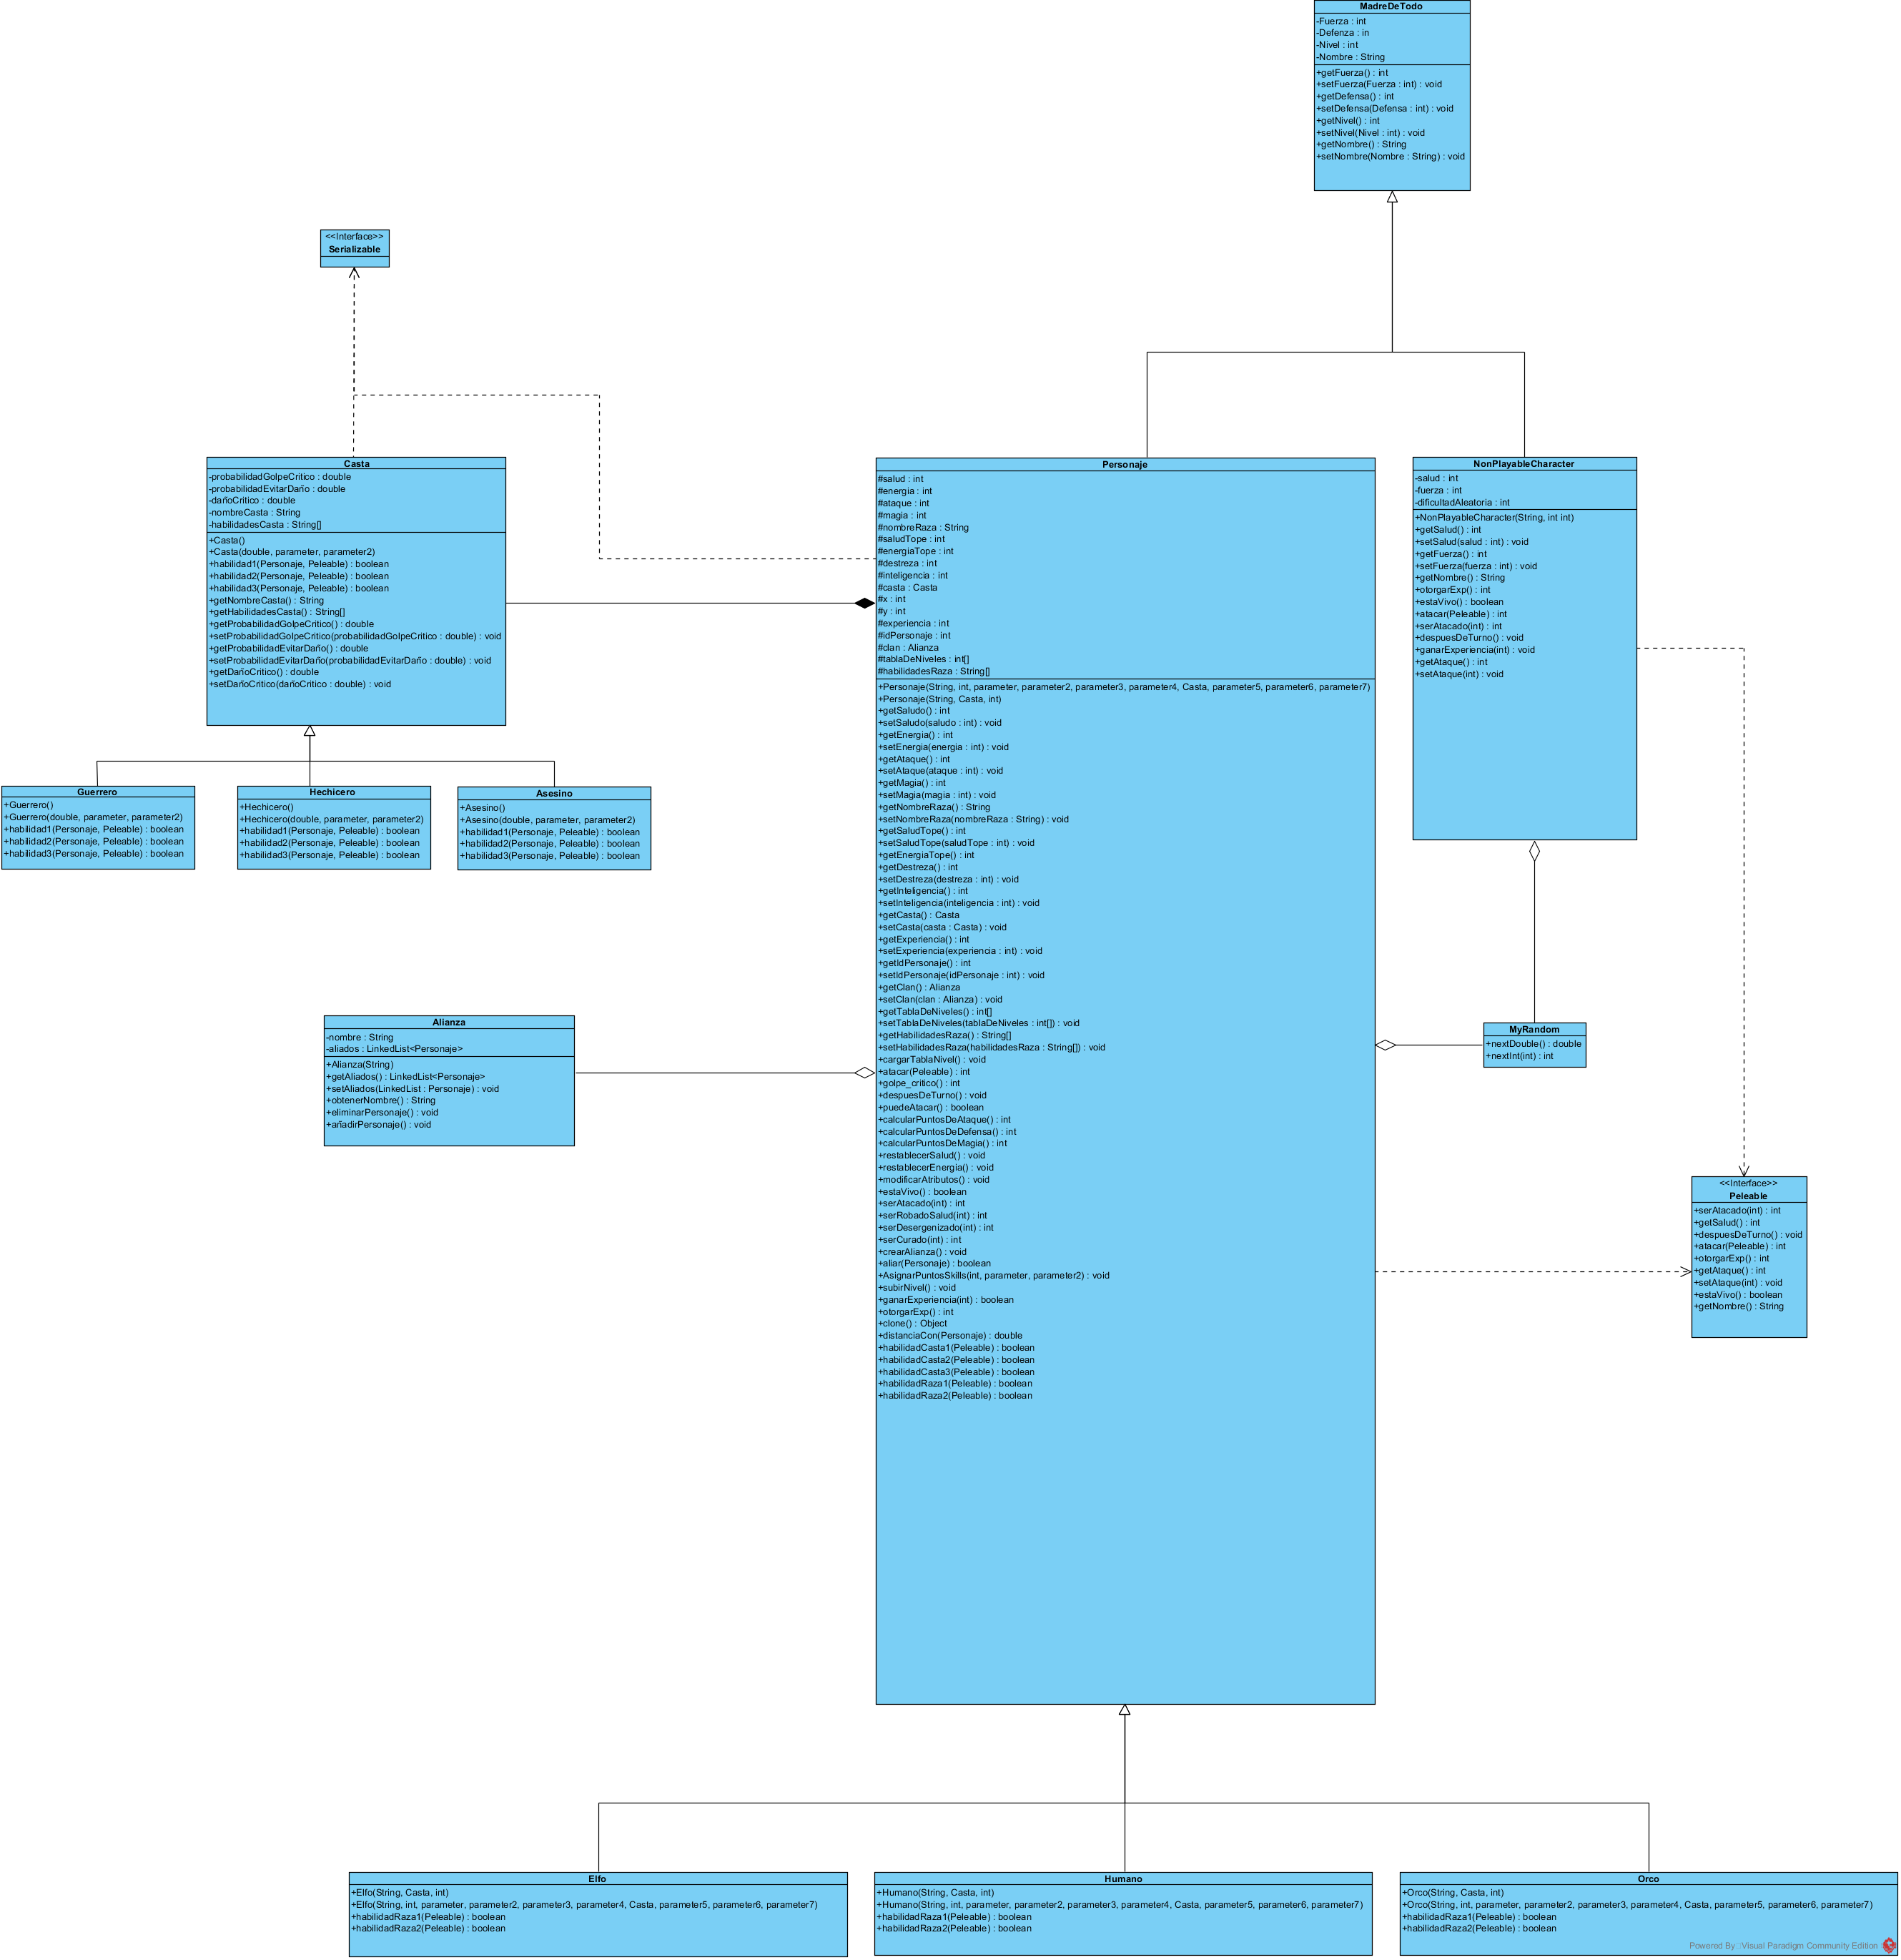 MadreDeTodo
-Fuerza : int
-Defenza : in
-Nivel : int
-Nombre : String
+getFuerza() : int
+setFuerza(Fuerza : int) : void
+getDefensa() : int
+setDefensa(Defensa : int) : void
+getNivel() : int
+setNivel(Nivel : int) : void
+getNombre() : String
+setNombre(Nombre : String) : void
<<Interface>>
Serializable
Casta
-probabilidadGolpeCritico : double
-probabilidadEvitarDaño : double
-dañoCritico : double
-nombreCasta : String
-habilidadesCasta : String[]
+Casta()
+Casta(double, parameter, parameter2)
+habilidad1(Personaje, Peleable) : boolean
+habilidad2(Personaje, Peleable) : boolean
+habilidad3(Personaje, Peleable) : boolean
+getNombreCasta() : String
+getHabilidadesCasta() : String[]
+getProbabilidadGolpeCritico() : double
+setProbabilidadGolpeCritico(probabilidadGolpeCritico : double) : void
+getProbabilidadEvitarDaño() : double
+setProbabilidadEvitarDaño(probabilidadEvitarDaño : double) : void
+getDañoCritico() : double
+setDañoCritico(dañoCritico : double) : void
Personaje
#salud : int
#energia : int
#ataque : int
#magia : int
#nombreRaza : String
#saludTope : int
#energiaTope : int
#destreza : int
#inteligencia : int
#casta : Casta
#x : int
#y : int
#experiencia : int
#idPersonaje : int
#clan : Alianza
#tablaDeNiveles : int[]
#habilidadesRaza : String[]
+Personaje(String, int, parameter, parameter2, parameter3, parameter4, Casta, parameter5, parameter6, parameter7)
+Personaje(String, Casta, int)
+getSaludo() : int
+setSaludo(saludo : int) : void
+getEnergia() : int
+setEnergia(energia : int) : void
+getAtaque() : int
+setAtaque(ataque : int) : void
+getMagia() : int
+setMagia(magia : int) : void
+getNombreRaza() : String
+setNombreRaza(nombreRaza : String) : void
+getSaludTope() : int
+setSaludTope(saludTope : int) : void
+getEnergiaTope() : int
+getDestreza() : int
+setDestreza(destreza : int) : void
+getInteligencia() : int
+setInteligencia(inteligencia : int) : void
+getCasta() : Casta
+setCasta(casta : Casta) : void
+getExperiencia() : int
+setExperiencia(experiencia : int) : void
+getIdPersonaje() : int
+setIdPersonaje(idPersonaje : int) : void
+getClan() : Alianza
+setClan(clan : Alianza) : void
+getTablaDeNiveles() : int[]
+setTablaDeNiveles(tablaDeNiveles : int[]) : void
+getHabilidadesRaza() : String[]
+setHabilidadesRaza(habilidadesRaza : String[]) : void
+cargarTablaNivel() : void
+atacar(Peleable) : int
+golpe_critico() : int
+despuesDeTurno() : void
+puedeAtacar() : boolean
+calcularPuntosDeAtaque() : int
+calcularPuntosDeDefensa() : int
+calcularPuntosDeMagia() : int
+restablecerSalud() : void
+restablecerEnergia() : void
+modificarAtributos() : void
+estaVivo() : boolean
+serAtacado(int) : int
+serRobadoSalud(int) : int
+serDesergenizado(int) : int
+serCurado(int) : int
+crearAlianza() : void
+aliar(Personaje) : boolean
+AsignarPuntosSkills(int, parameter, parameter2) : void
+subirNivel() : void
+ganarExperiencia(int) : boolean
+otorgarExp() : int
+clone() : Object
+distanciaCon(Personaje) : double
+habilidadCasta1(Peleable) : boolean
+habilidadCasta2(Peleable) : boolean
+habilidadCasta3(Peleable) : boolean
+habilidadRaza1(Peleable) : boolean
+habilidadRaza2(Peleable) : boolean
NonPlayableCharacter
-salud : int
-fuerza : int
-dificultadAleatoria : int
+NonPlayableCharacter(String, int int)
+getSalud() : int
+setSalud(salud : int) : void
+getFuerza() : int
+setFuerza(fuerza : int) : void
+getNombre() : String
+otorgarExp() : int
+estaVivo() : boolean
+atacar(Peleable) : int
+serAtacado(int) : int
+despuesDeTurno() : void
+ganarExperiencia(int) : void
+getAtaque() : int
+setAtaque(int) : void
Guerrero
+Guerrero()
+Guerrero(double, parameter, parameter2)
+habilidad1(Personaje, Peleable) : boolean
+habilidad2(Personaje, Peleable) : boolean
+habilidad3(Personaje, Peleable) : boolean
Hechicero
+Hechicero()
+Hechicero(double, parameter, parameter2)
+habilidad1(Personaje, Peleable) : boolean
+habilidad2(Personaje, Peleable) : boolean
+habilidad3(Personaje, Peleable) : boolean
Asesino
+Asesino()
+Asesino(double, parameter, parameter2)
+habilidad1(Personaje, Peleable) : boolean
+habilidad2(Personaje, Peleable) : boolean
+habilidad3(Personaje, Peleable) : boolean
Alianza
-nombre : String
-aliados : LinkedList<Personaje>
+Alianza(String)
+getAliados() : LinkedList<Personaje>
+setAliados(LinkedList : Personaje) : void
+obtenerNombre() : String
+eliminarPersonaje() : void
+añadirPersonaje() : void
MyRandom
+nextDouble() : double
+nextInt(int) : int
<<Interface>>
Peleable
+serAtacado(int) : int
+getSalud() : int
+despuesDeTurno() : void
+atacar(Peleable) : int
+otorgarExp() : int
+getAtaque() : int
+setAtaque(int) : void
+estaVivo() : boolean
+getNombre() : String
Elfo
+Elfo(String, Casta, int)
+Elfo(String, int, parameter, parameter2, parameter3, parameter4, Casta, parameter5, parameter6, parameter7)
+habilidadRaza1(Peleable) : boolean
+habilidadRaza2(Peleable) : boolean
Humano
+Humano(String, Casta, int)
+Humano(String, int, parameter, parameter2, parameter3, parameter4, Casta, parameter5, parameter6, parameter7)
+habilidadRaza1(Peleable) : boolean
+habilidadRaza2(Peleable) : boolean
Orco
+Orco(String, Casta, int)
+Orco(String, int, parameter, parameter2, parameter3, parameter4, Casta, parameter5, parameter6, parameter7)
+habilidadRaza1(Peleable) : boolean
+habilidadRaza2(Peleable) : boolean
Powered By Visual Paradigm Community Edition